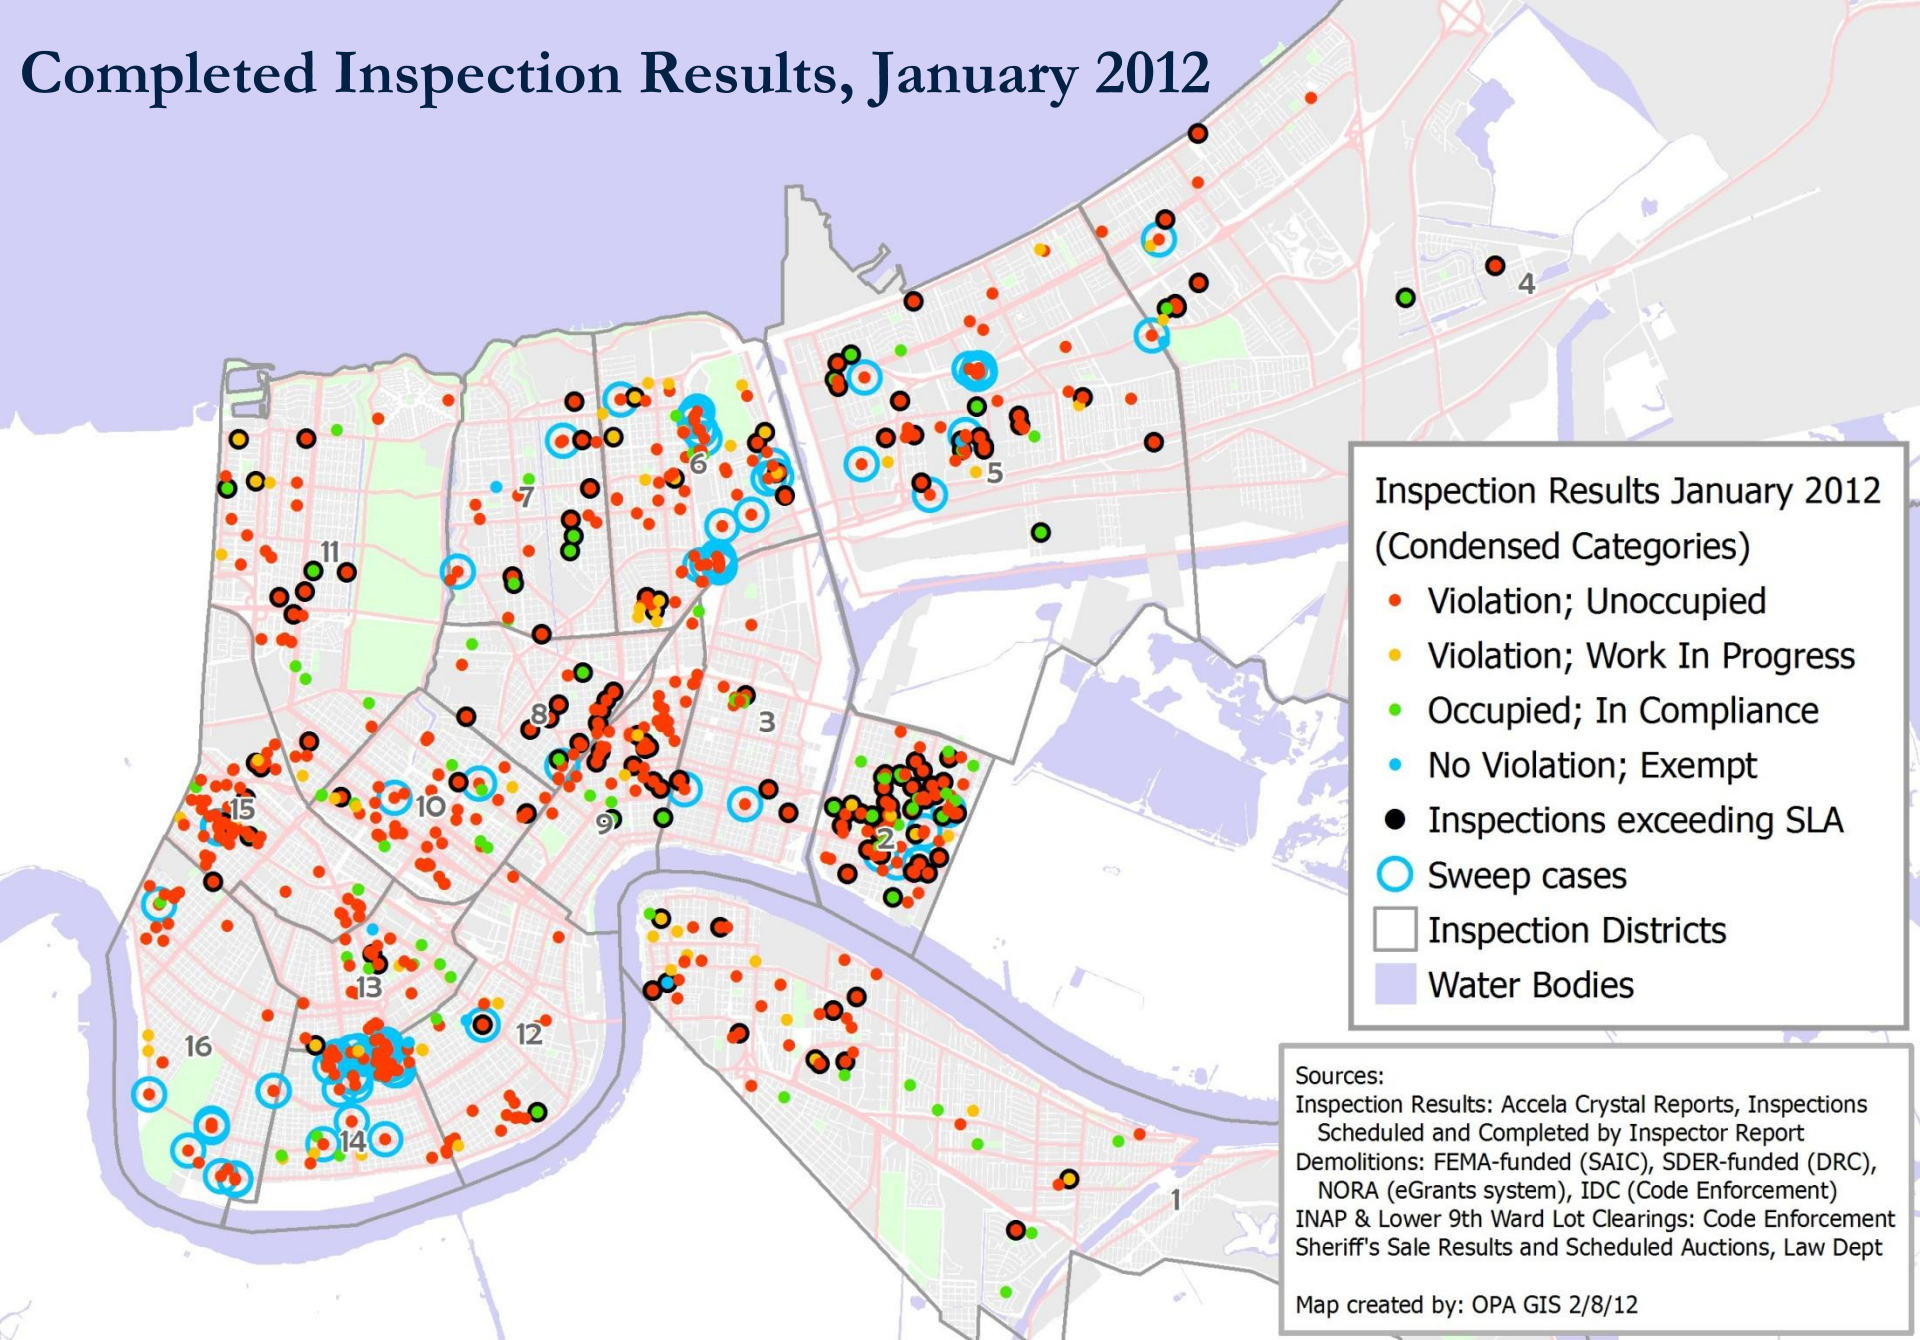 Completed Inspection Results, January 2012
4
6
5
7
11
3
8
15
10
9
2
13
12
16
14
1
Inspection Results January 2012
(Condensed Categories)
Violation; Unoccupied
Violation; Work In Progress
Occupied; In Compliance
No Violation; Exempt
Inspections exceeding SLA
Sweep cases
Inspection Districts
Water Bodies
Sources:
Inspection Results: Accela Crystal Reports, Inspections
Scheduled and Completed by Inspector Report
Demolitions: FEMA-funded (SAIC), SDER-funded (DRC),
NORA (eGrants system), IDC (Code Enforcement)
INAP & Lower 9th Ward Lot Clearings: Code Enforcement
Sheriff's Sale Results and Scheduled Auctions, Law Dept
Map created by: OPA GIS 2/8/12